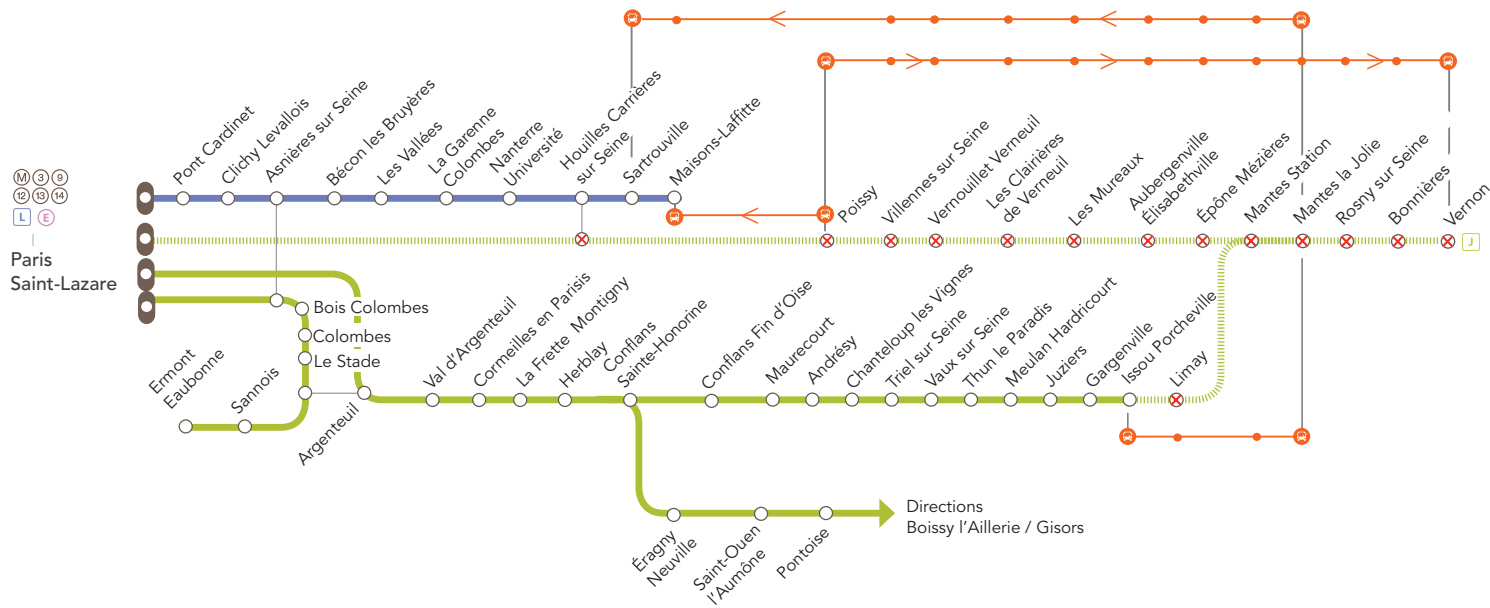 Pont Cardinet
Clichy Levallois
Asnières sur Seine
Bécon les Bruyères
Les Vallées
La Garenne
Colombes
Nanterre
Université
Houilles Carrières
sur Seine
Sartrouville
Maisons-Laffitte
M 3 9
12 13 14
L E
Paris
Saint-Lazare
Poissy
Villennes sur Seine
Vernouillet Verneuil
Les Clairières
de Verneuil
Les Mureaux
Aubergenville
Élisabethville
Épône Mézières
Mantes Station
Mantes la Jolie
Rosny sur Seine
Bonnières
Vernon
J
Bois Colombes
Colombes
Le Stade
Ermont
Eaubonne
Sannois
Argenteuil
Val d'Argenteuil
Cormeilles en Parisis
La Frette Montigny
Herblay
Conflans
Sainte-Honorine
Conflans Fin d'Oise
Maurecourt
Andrésy
Chanteloup les Vignes
Triel sur Seine
Vaux sur Seine
Thun le Paradis
Meulan Hardricourt
Juziers
Gargenville
Issou Porcheville
Limay
Éragny
Neuville
Saint-Ouen
l'Aumône
Pontoise
Directions
Boissy l'Aillerie / Gisors